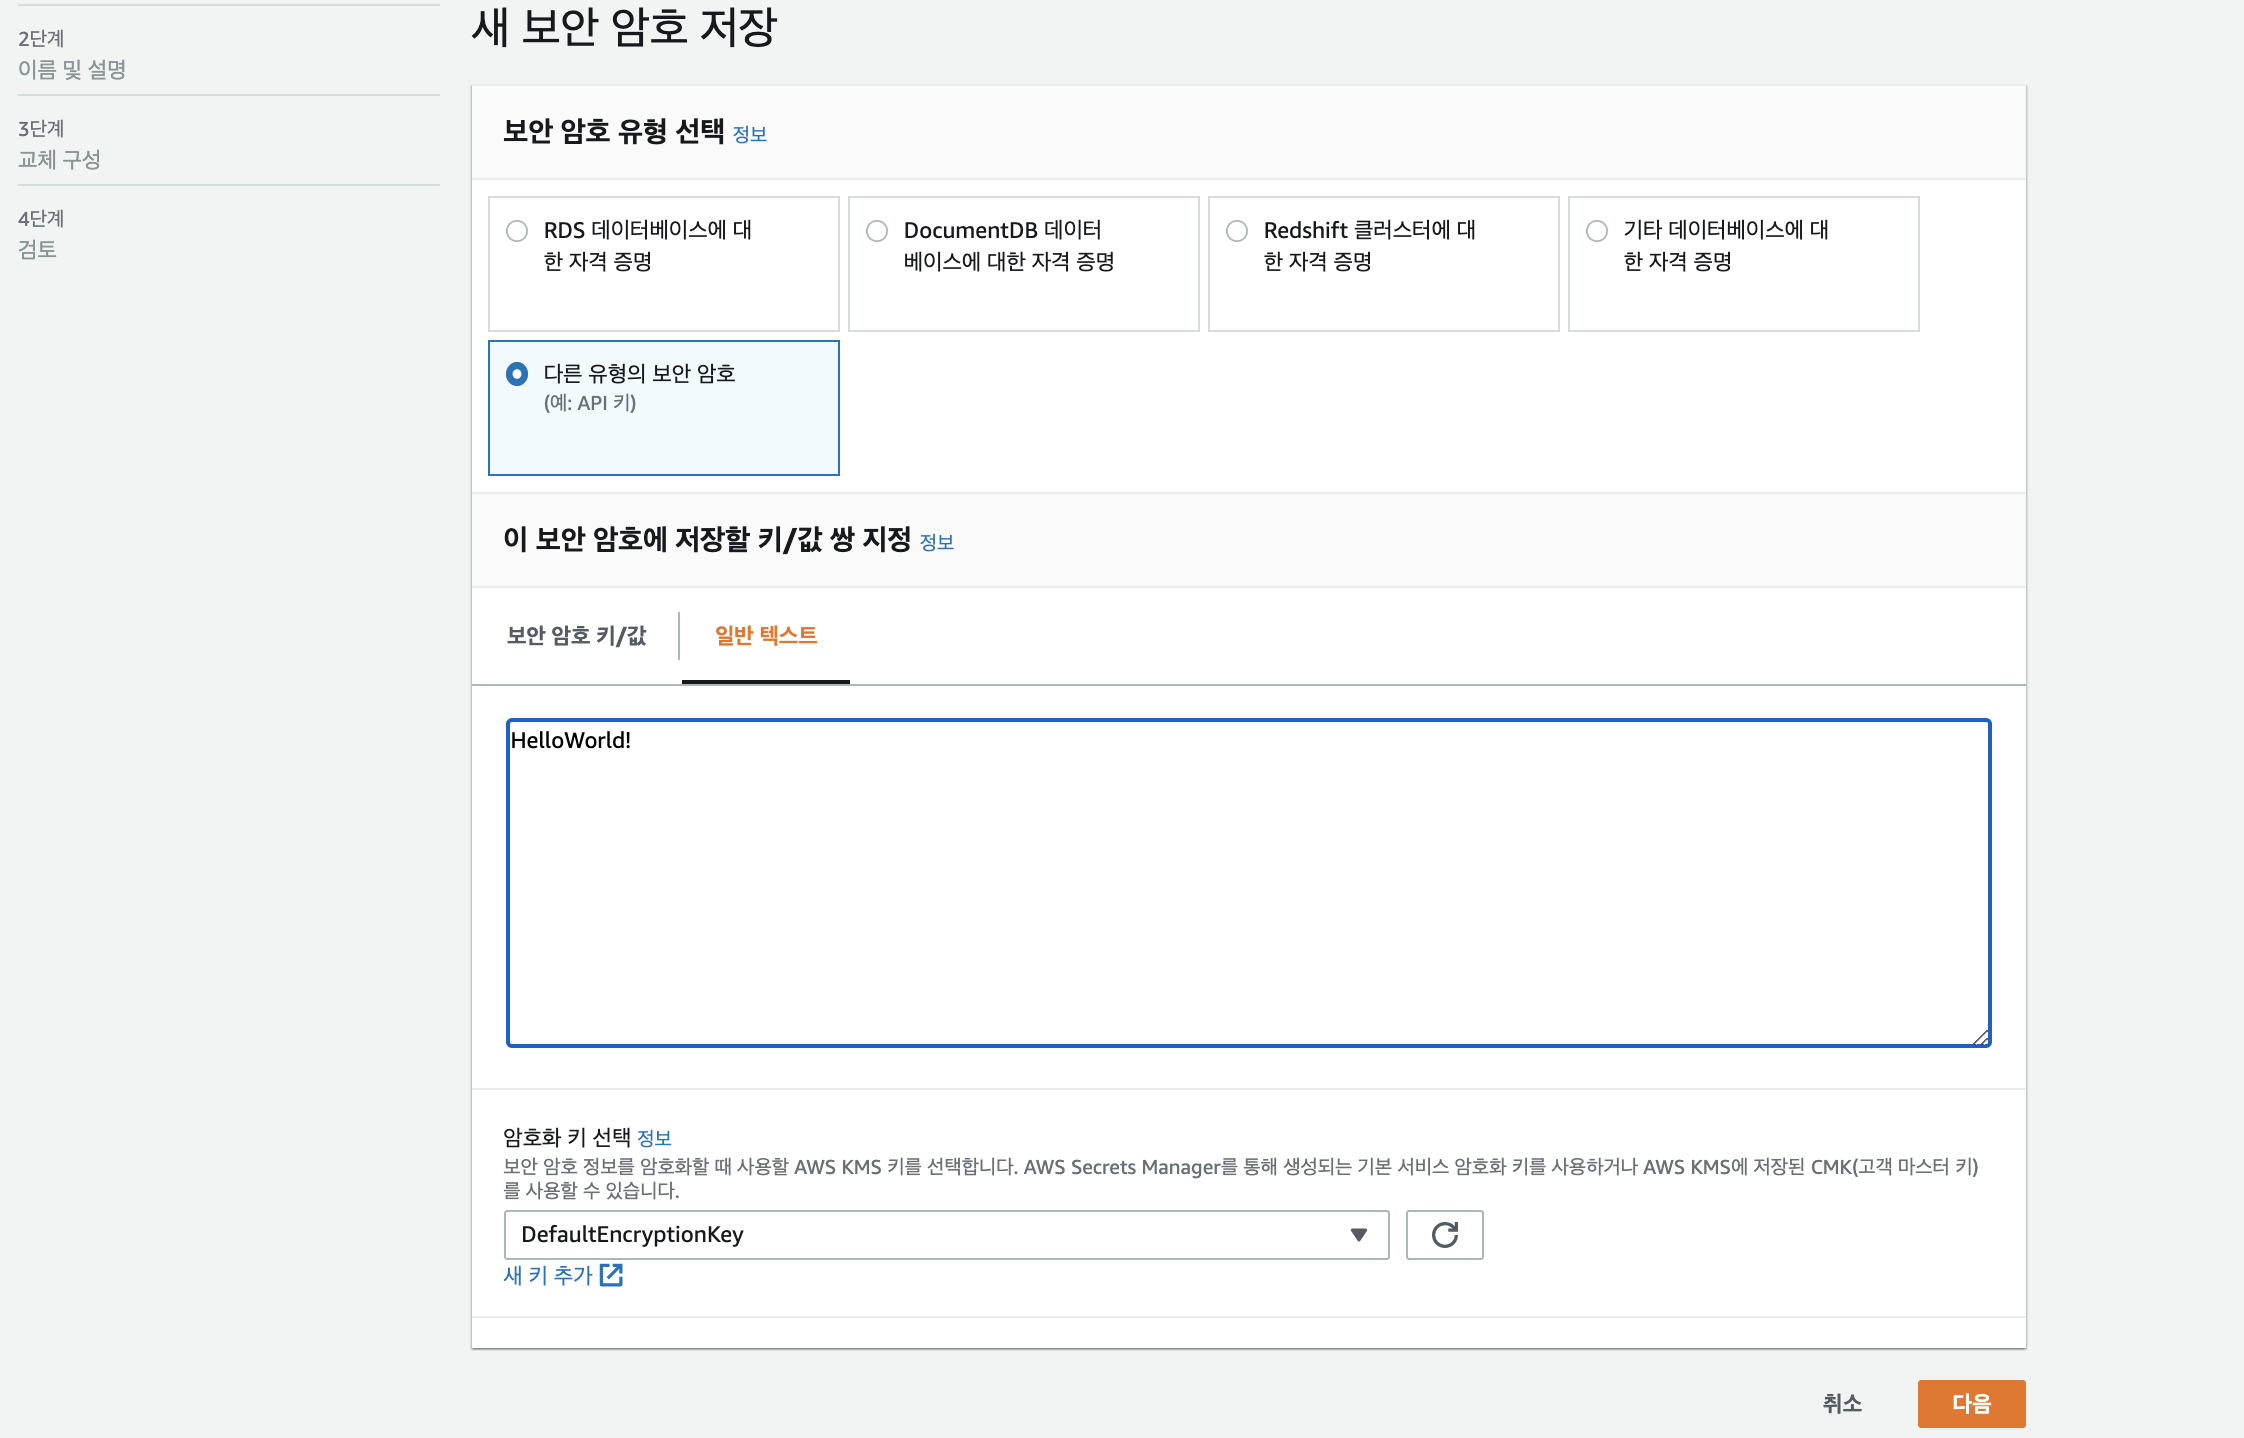 2단계
이름 및 설명
3단계
교체 구성
4단계
검토
새 보안 암호 저장
보안 암호 유형 선택 정보
RDS 데이터베이스에 대
한 자격 증명
DocumentDB 데이터
베이스에 대한 자격 증명
Redshift 클러스터에 대
한 자격 증명
기타 데이터베이스에 대
한 자격 증명
다른 유형의 보안 암호
(예: API 키)
이 보안 암호에 저장할 키/값 쌍 지정 정보
보안 암호 키/값
일반 텍스트
HelloWorld!
암호화 키 선택 정보
보안 암호 정보를 암호화할 때 사용할 AWS KMS 키를 선택합니다. AWS Secrets Manager를 통해 생성되는 기본 서비스 암호화 키를 사용하거나 AWS KMS에 저장된 CMK(고객 마스터 키)
를 사용할 수 있습니다.
DefaultEncryptionKey
새 키 추가
취소
다음